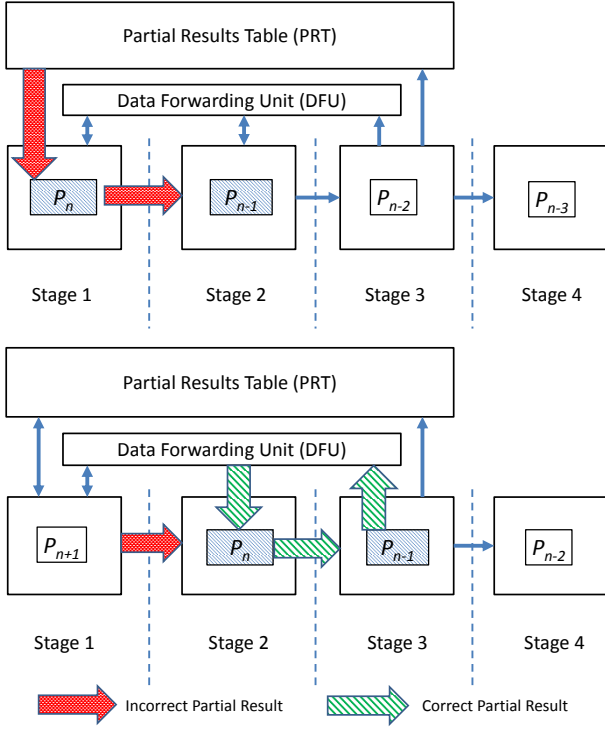 Partial Results Table (PRT)
Data Forwarding Unit (DFU)
Pn Pn-1 Pn-2 Pn-3
Stage 1 Stage 2 Stage 3 Stage 4
Partial Results Table (PRT)
Data Forwarding Unit (DFU)
Pn+1 Pn Pn-1 Pn-2
Stage 1 Stage 2 Stage 3 Stage 4
Incorrect Partial Result Correct Partial Result